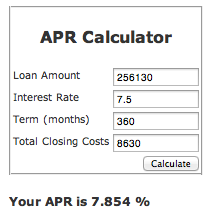 APR Calculator
Loan Amount 256130
Interest Rate 7.5
Term (months) 360
Total Closing Costs 8630
Calculate
Your APR is 7.854 %